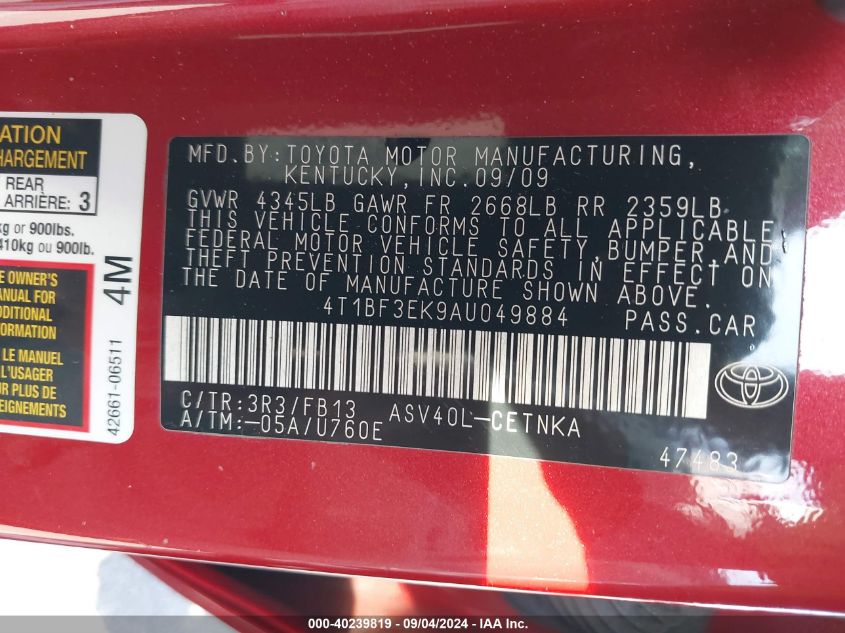 ATION
HARGEMENT
REAR
ARRIÈRE: 3
kg or 900lbs.
410kg ou 900lb.
E OWNER'S
ANUAL FOR
DDITIONAL
FORMATION
LE MANUEL
L'USAGER
UR PLUS DE
EIGNEMENTS
4M
42661-06511
MFD. BY: TOYOTA MOTOR MANUFACTURING,
KENTUCKY, INC. 09/09
GVWR 4345LB GAWR FR 2668LB RR 2359LB
THIS VEHICLE CONFORMS TO ALL APPLICABLE
FEDERAL MOTOR VEHICLE SAFETY, BUMPER, AND
THEFT PREVENTION STANDARDS IN EFFECT ON
THE DATE OF MANUFACTURE SHOWN ABOVE.
4T1BF3EK9AU049884 PASS. CAR
C/TR: 3R3/FB13 ASV40L-CETNKA
A/TM: -05A/U760E
47483
000-40239819 - 09/04/2024 - IAA Inc.